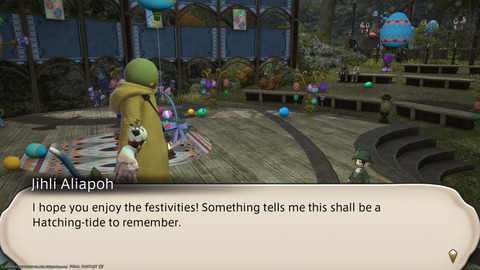 Jihli Aliapoh
I hope you enjoy the festivities! Something tells me this shall be a
Hatching-tide to remember.